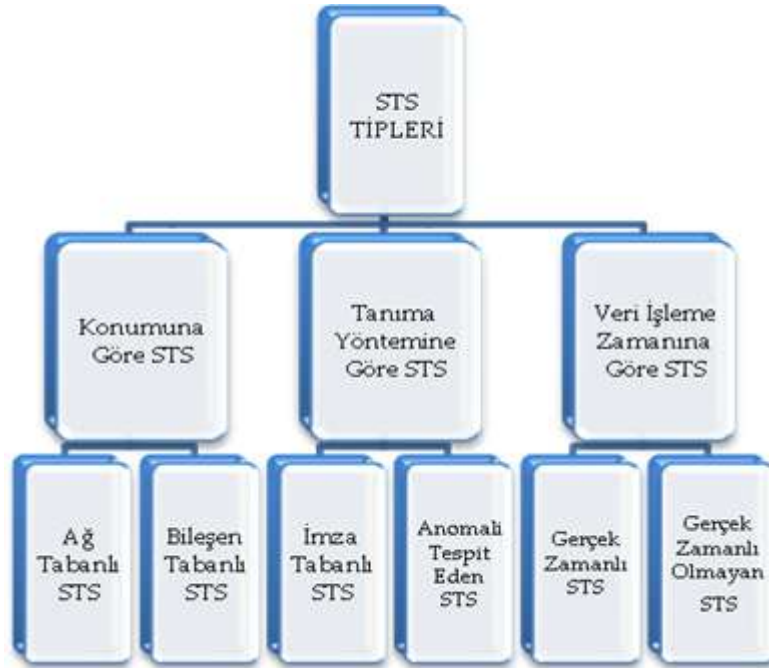 STS
TİPLERİ
Konumuna
Göre STS
Tanıma
Yöntemine
Göre STS
Veri İşleme
Zamanına
Göre STS
Ağ
Tabanlı
STS
Bileşen
Tabanlı
STS
İmza
Tabanlı
STS
Anomali
Tespit
Eden
STS
Gerçek
Zamanlı
STS
Gerçek
Zamanlı
Olmayan
STS